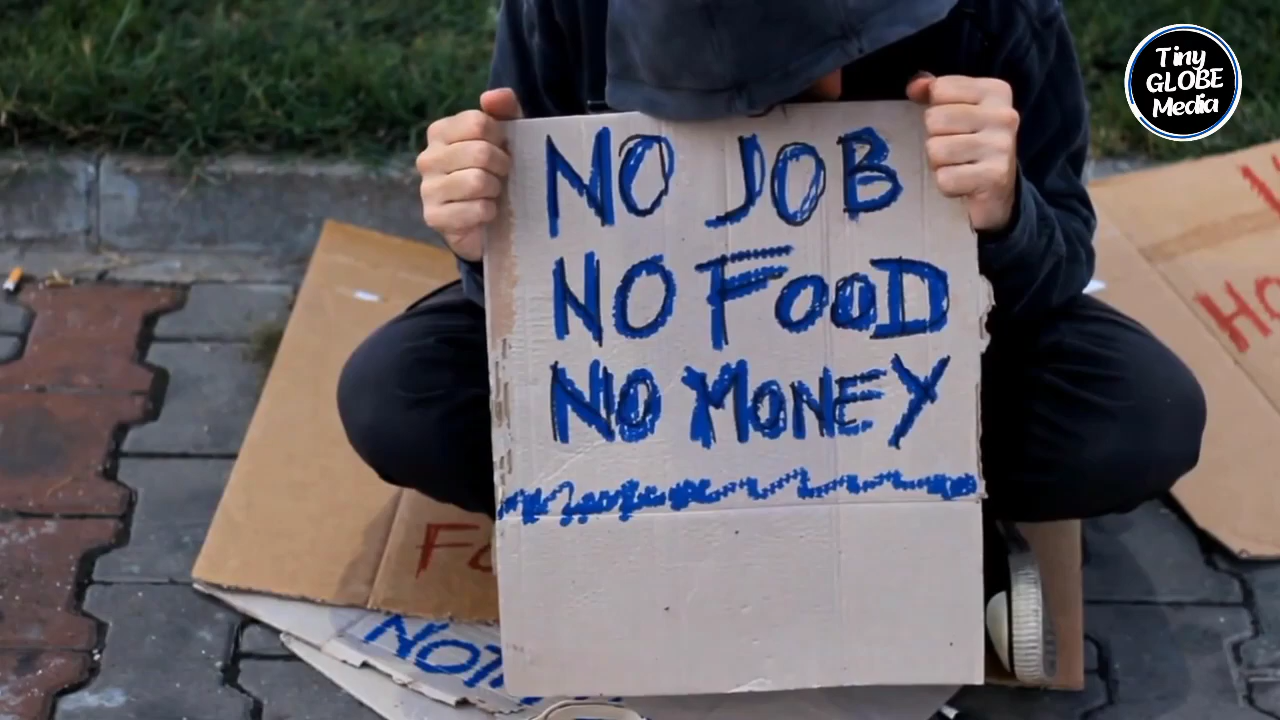 Tiny
GLOBE
Media
NO JOB
NO FOOD
NO MONEY